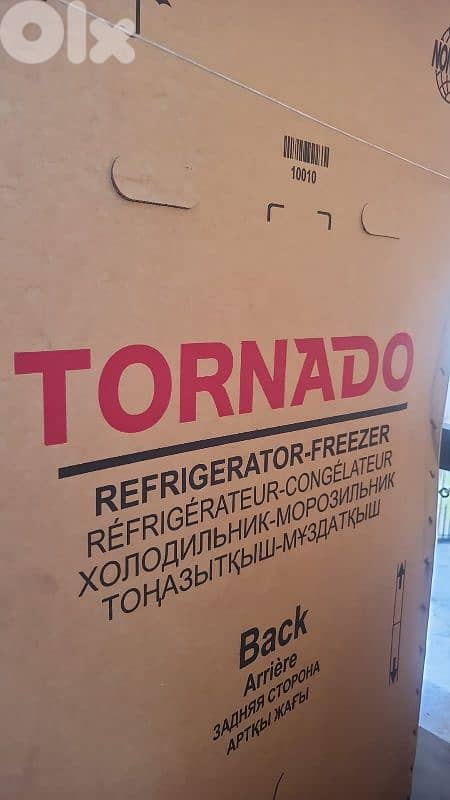 OLX
10010
TORNADO
REFRIGERATOR-FREEZER
RÉFRIGÉRATEUR-CONGÉLATEUR
ХОЛОДИЛЬНИК-МОРОЗИЛЬНИК
ТОҢАЗЫТҚЫШ-МҰЗДАТҚЫШ
Back
Arrière
ЗАДНЯЯ СТОРОНА
АРТҚЫ ЖАҒЫ